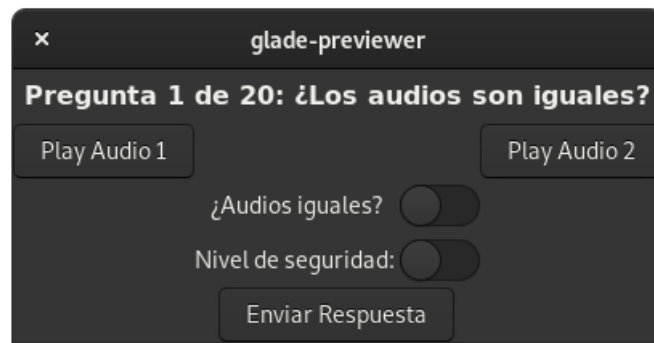 glade-previewer
Pregunta 1 de 20: ¿Los audios son iguales?
Play Audio 1
Play Audio 2
¿Audios iguales?
Nivel de seguridad:
Enviar Respuesta